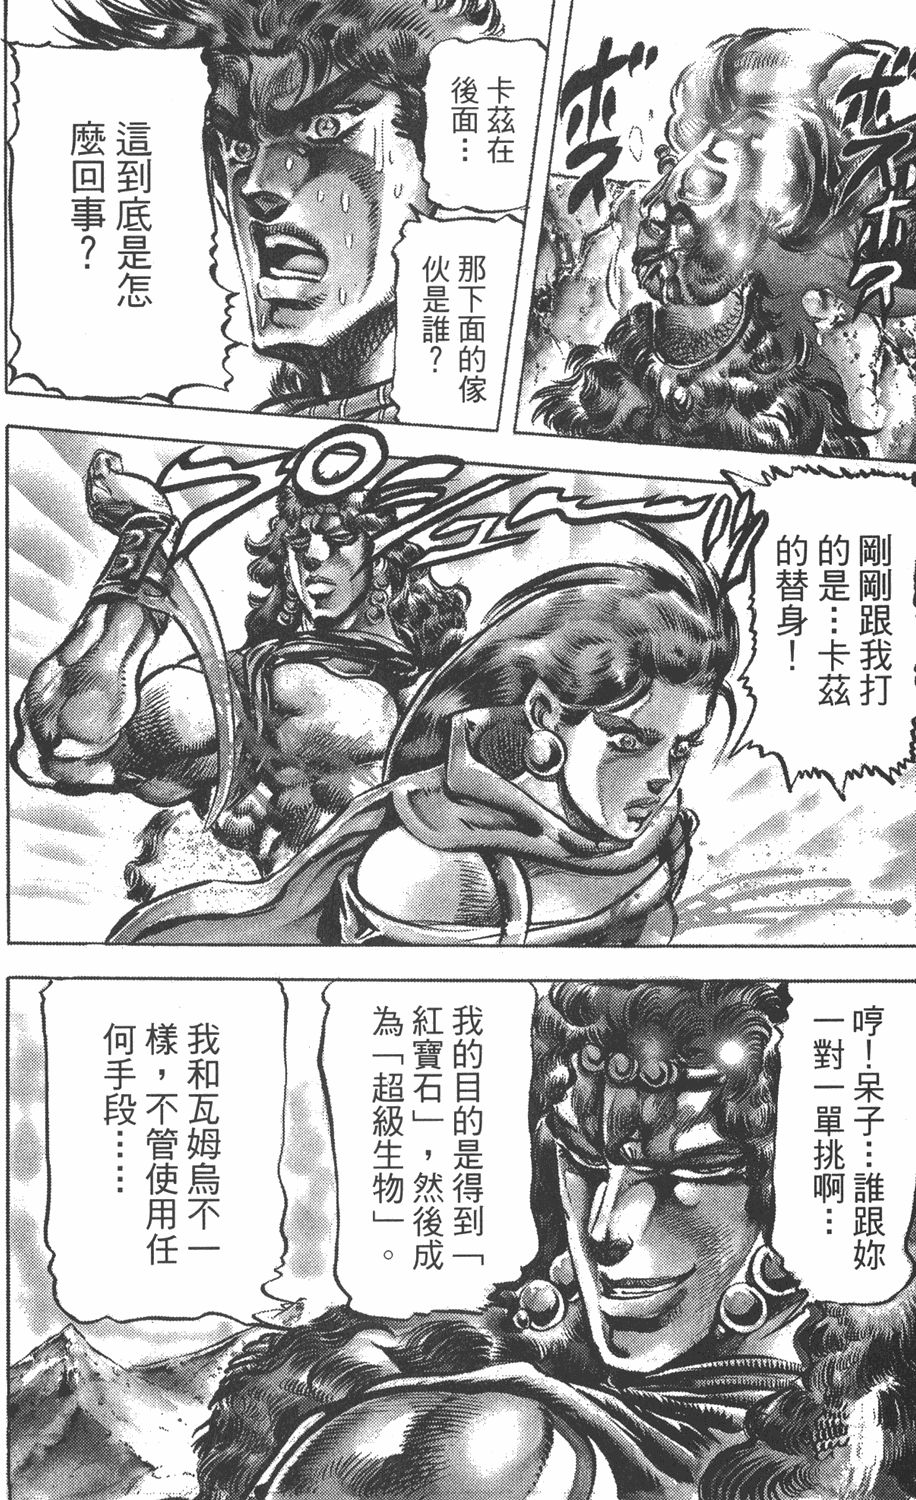 ボ
ボ
ボ
ボ
卡茲在
後面…
那下面的傢
伙是誰？
這到底是怎
麼回事？
剛剛跟我打
的是…卡茲
的替身！
哼！呆子…誰跟妳
一對一單挑啊…
我的目的是得到「
紅寶石」，然後成
為「超級生物」。
我和瓦姆烏不一
樣，不管使用任
何手段……